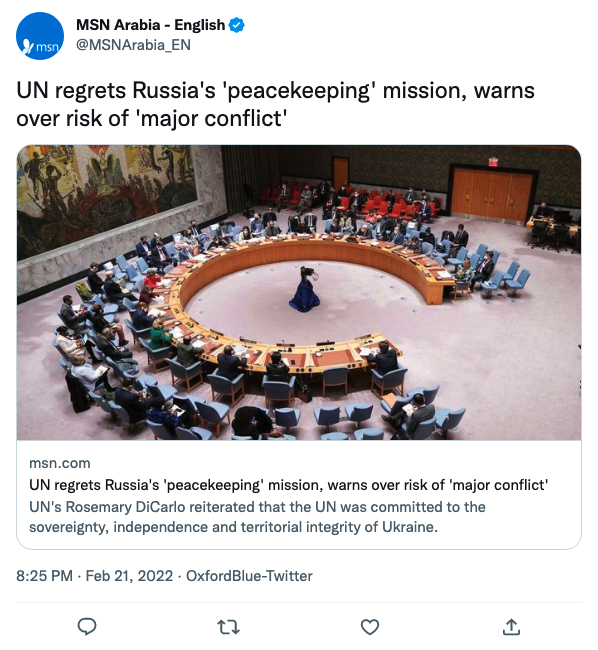 MSN Arabia - English
@MSNArabia_EN
msn
UN regrets Russia's 'peacekeeping' mission, warns
over risk of 'major conflict'
msn.com
UN regrets Russia's 'peacekeeping' mission, warns over risk of 'major conflict'
UN's Rosemary DiCarlo reiterated that the UN was committed to the
sovereignty, independence and territorial integrity of Ukraine.
8:25 PM · Feb 21, 2022 · OxfordBlue-Twitter